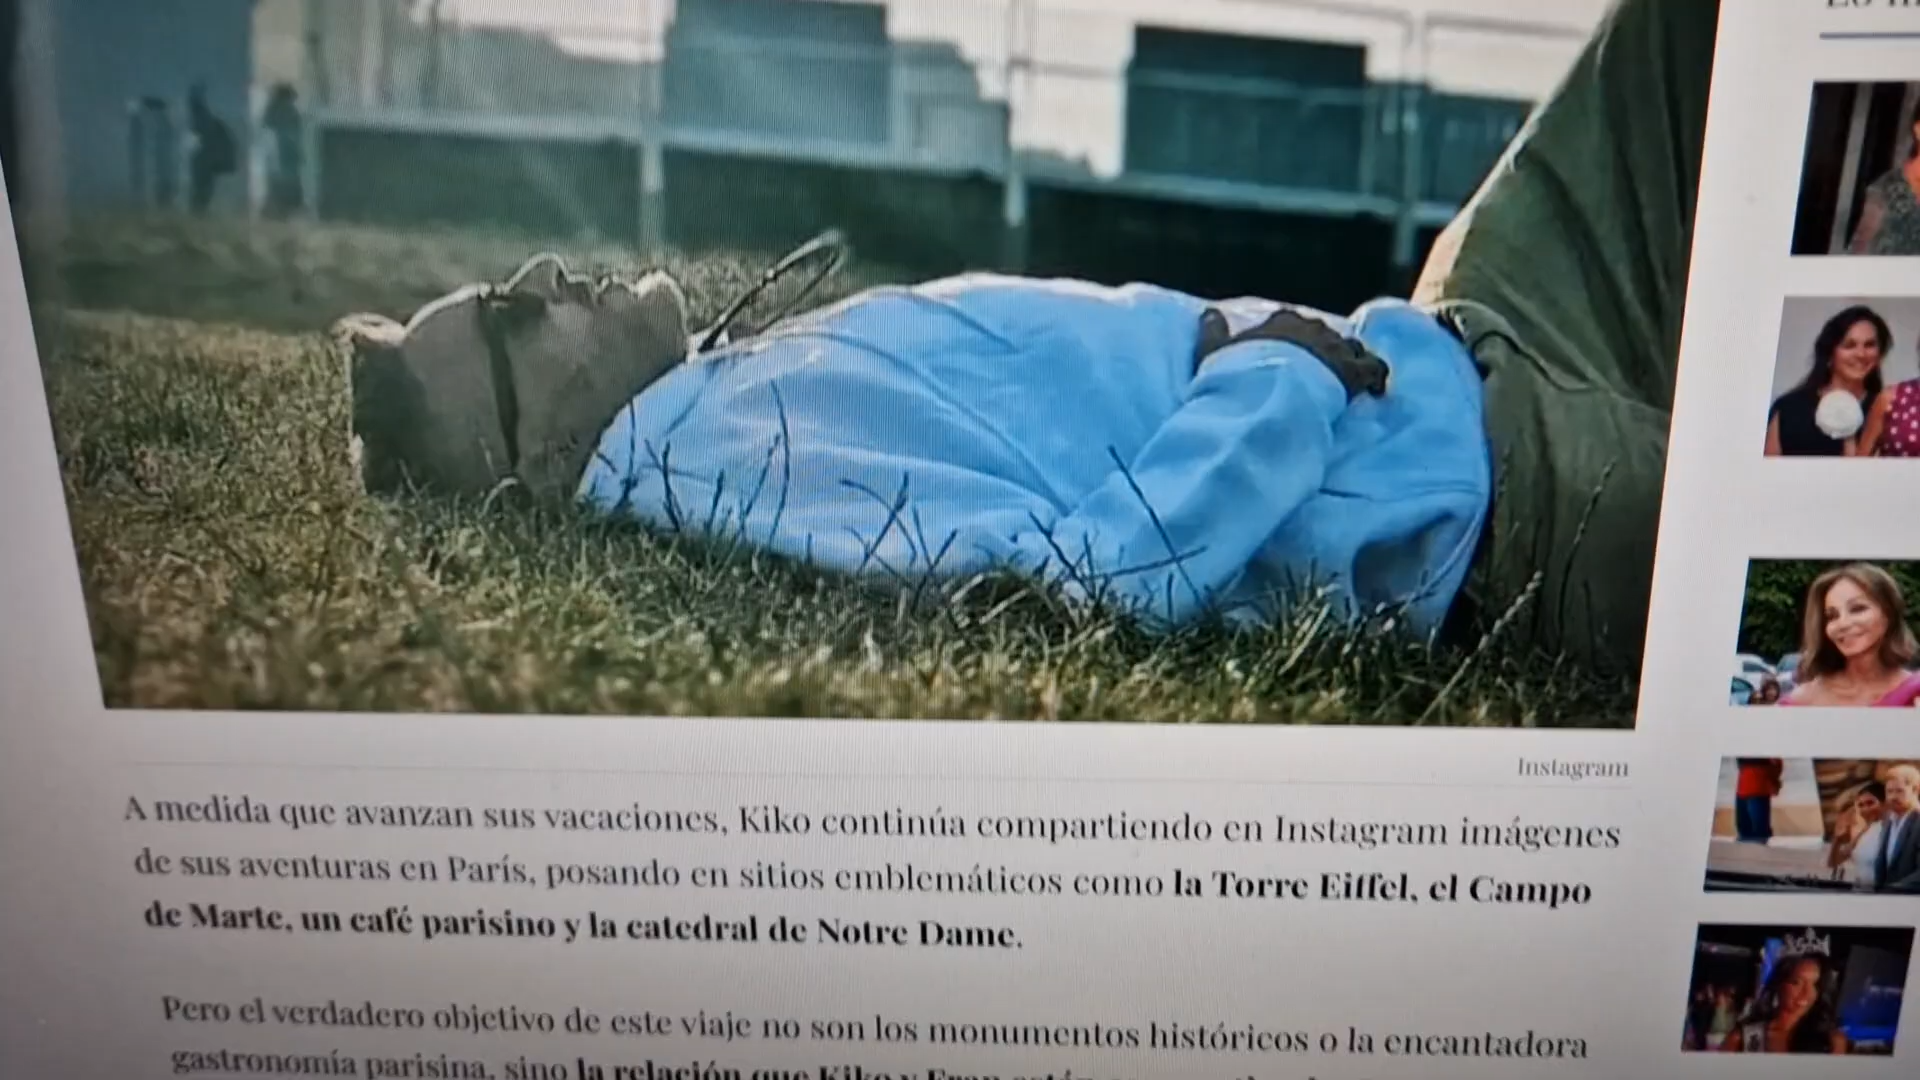 Instagram
A medida que avanzan sus vacaciones, Kiko continúa compartiendo en Instagram imágenes
de sus aventuras en París, posando en sitios emblemáticos como la Torre Eiffel, el Campo
de Marte, un café parisino y la catedral de Notre Dame.
Pero el verdadero objetivo de este viaje no son los monumentos históricos o la encantadora
gastronomía parisina, sino la relación que Kiko y Fran